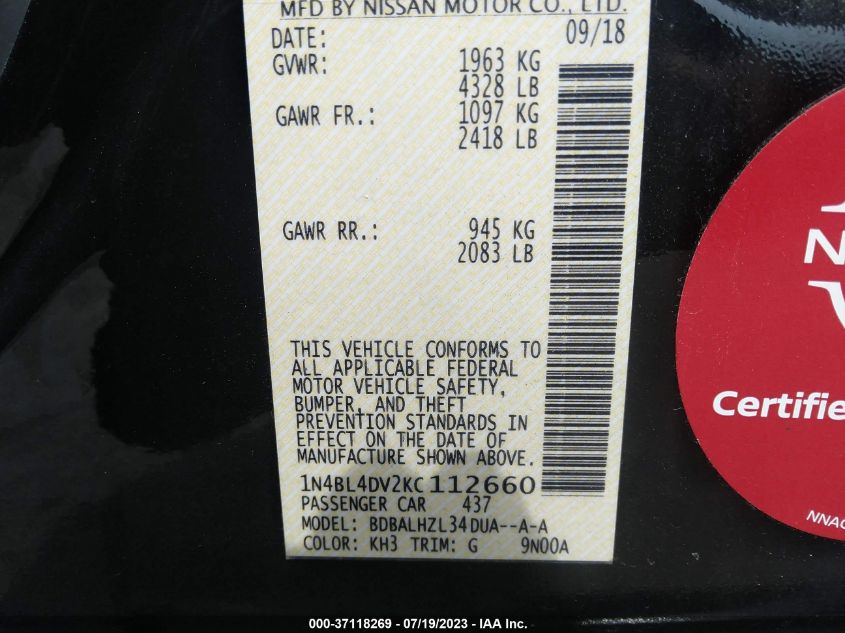 MFD BY NISSAN MOTOR CO., LTD.
DATE: 09/18
GVWR: 1963 KG
4328 LB
GAWR FR.: 1097 KG
2418 LB
GAWR RR.: 945 KG
2083 LB
THIS VEHICLE CONFORMS TO
ALL APPLICABLE FEDERAL
MOTOR VEHICLE SAFETY,
BUMPER, AND THEFT
PREVENTION STANDARDS IN
EFFECT ON THE DATE OF
MANUFACTURE SHOWN ABOVE.
1N4BL4DV2KC112660
PASSENGER CAR 437
MODEL: BDBALHZL34DUA--A-A
COLOR: KH3 TRIM: G 9N00A
N
Certifie
NNAC
000-37118269 - 07/19/2023 - IAA Inc.